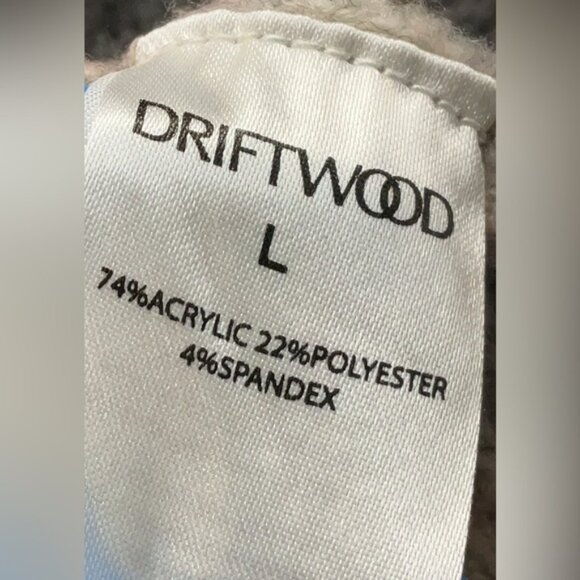 DRIFTWOOD
L
74%ACRYLIC 22%POLYESTER
4%SPANDEX